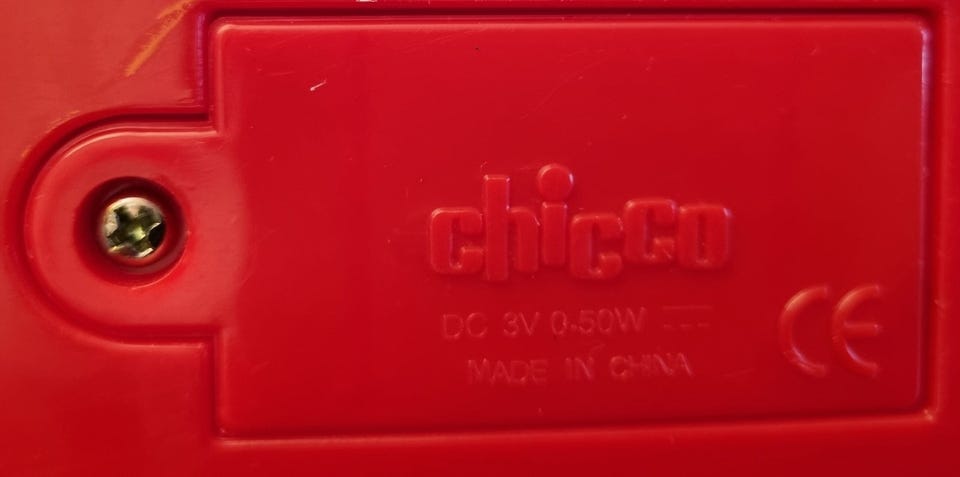 chicco
DC 3V 0.50W ⎓
MADE IN CHINA
CE